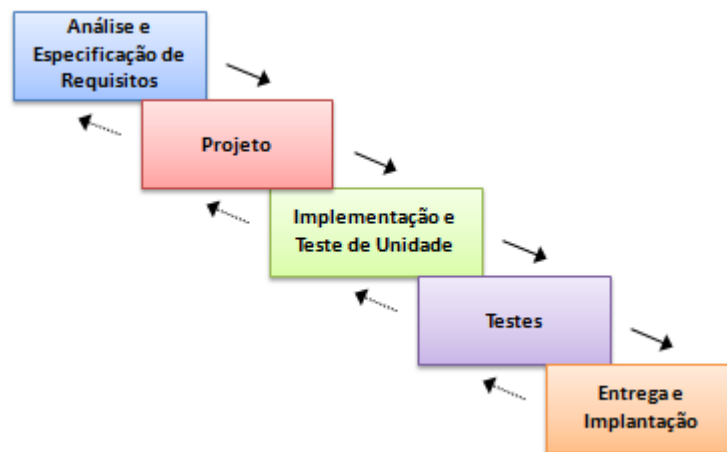 Análise e
Especificação de
Requisitos
Projeto
Implementação e
Teste de Unidade
Testes
Entrega e
Implantação